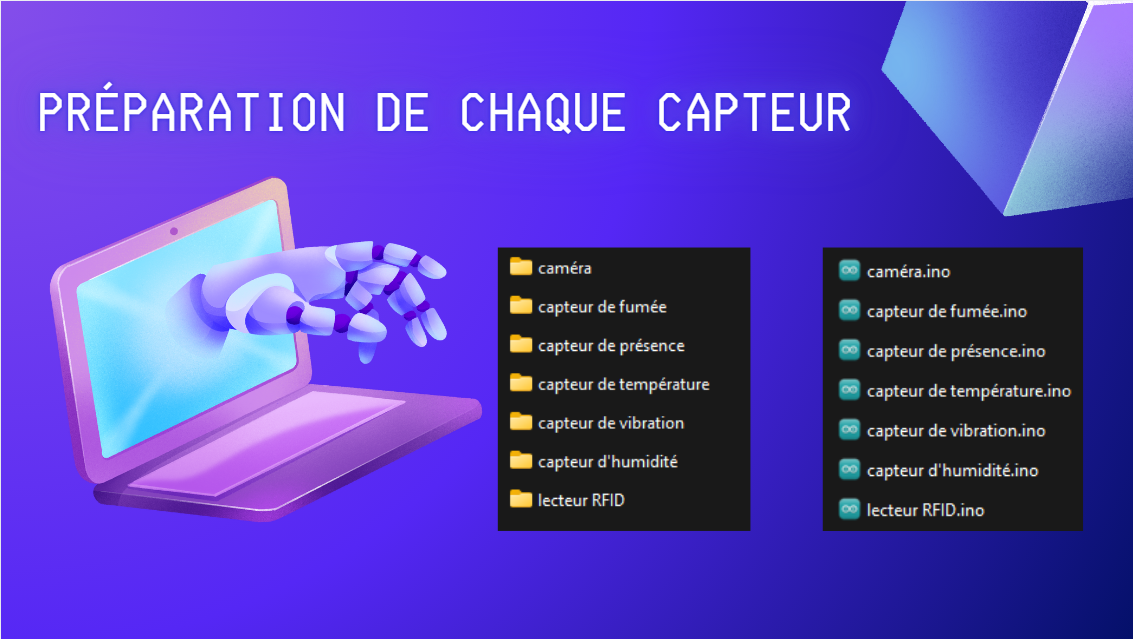 PRÉPARATION DE CHAQUE CAPTEUR
caméra
capteur de fumée
capteur de présence
capteur de température
capteur de vibration
capteur d'humidité
lecteur RFID
caméra.ino
capteur de fumée.ino
capteur de présence.ino
capteur de température.ino
capteur de vibration.ino
capteur d'humidité.ino
lecteur RFID.ino